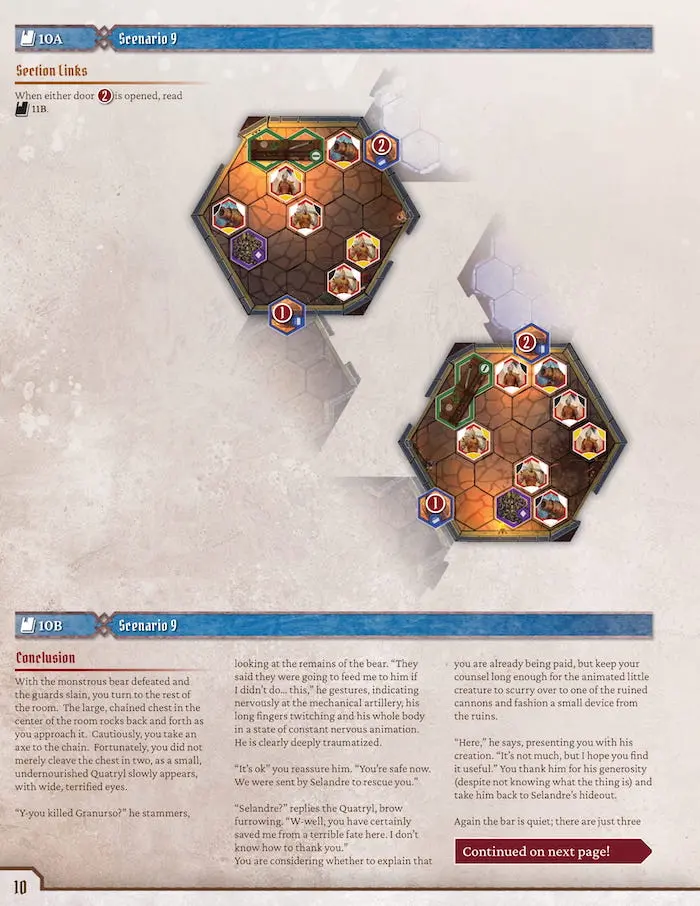 10A
Scenario 9
Section Links
When either door 2 is opened, read
11B.
2
1
2
1
10B
Scenario 9
Conclusion
With the monstrous bear defeated and
the guards slain, you turn to the rest of
the room. The large, chained chest in the
center of the room rocks back and forth as
you approach it. Cautiously, you take an
axe to the chain. Fortunately, you did not
merely cleave the chest in two, as a small,
undernourished Quatryl slowly appears,
with wide, terrified eyes.
“Y-you killed Granurso?” he stammers,
looking at the remains of the bear. “They
said they were going to feed me to him if
I didn’t do... this,” he gestures, indicating
nervously at the mechanical artillery, his
long fingers twitching and his whole body
in a state of constant nervous animation.
He is clearly deeply traumatized.
“It’s ok” you reassure him. “You’re safe now.
We were sent by Selandre to rescue you.”
“Selandre?” replies the Quatryl, brow
furrowing. “W-well, you have certainly
saved me from a terrible fate here. I don’t
know how to thank you.”
You are considering whether to explain that
you are already being paid, but keep your
counsel long enough for the animated little
creature to scurry over to one of the ruined
cannons and fashion a small device from
the ruins.
“Here,” he says, presenting you with his
creation. “It’s not much, but I hope you find
it useful.” You thank him for his generosity
(despite not knowing what the thing is) and
take him back to Selandre’s hideout.
Again the bar is quiet; there are just three
Continued on next page!
10